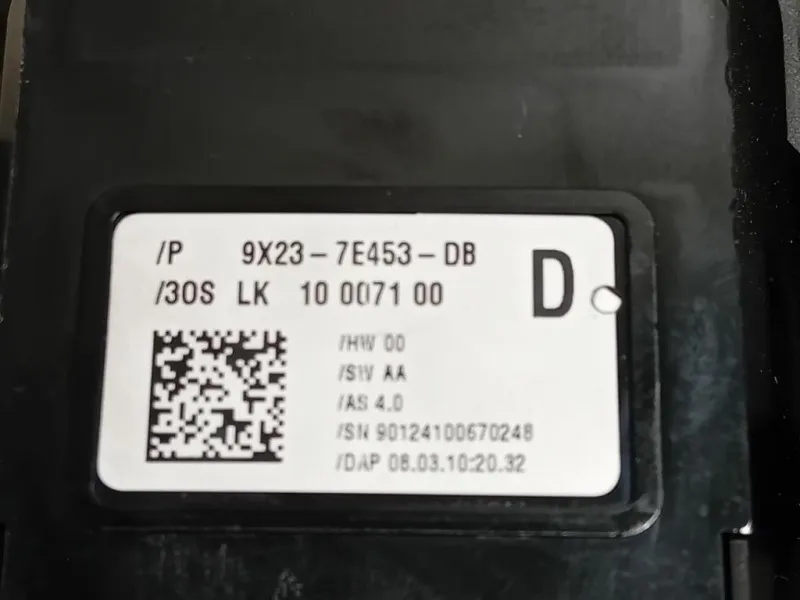 /P 9X23-7E453-DB
D
/3OS LK 10 0071 00
/HW 00
/SW AA
/AS 4.0
/SN 90124100670248
/DAP 08.03.10:20.32